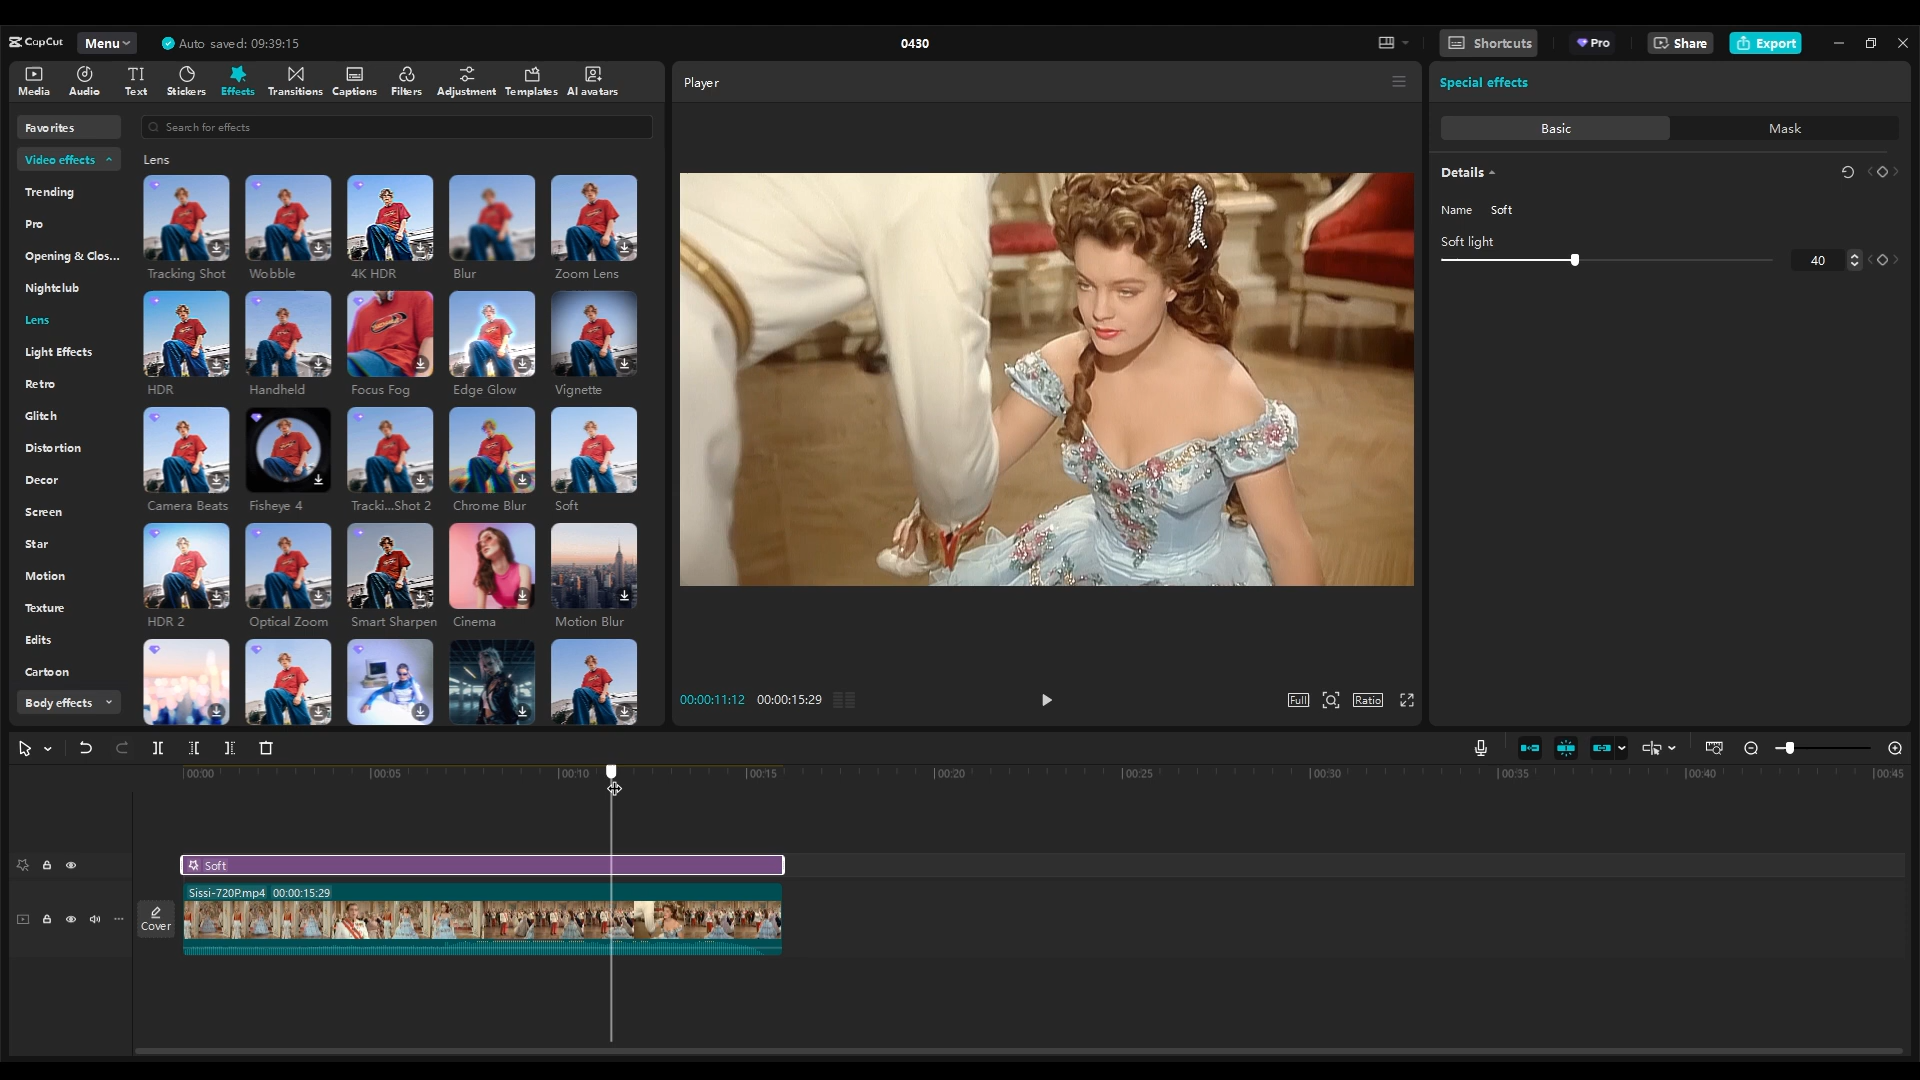 CapCut Menu Auto saved: 09:39:15 0430 Shortcuts Pro Share Export
Media Audio Text Stickers Effects Transitions Captions Filters Adjustment Templates AI avatars
Favorites
Video effects
Trending
Pro
Opening & Clos...
Nightclub
Lens
Light Effects
Retro
Glitch
Distortion
Decor
Screen
Star
Motion
Texture
Edits
Cartoon
Body effects
Search for effects
Lens
Tracking Shot Wobble 4K HDR Blur Zoom Lens
HDR Handheld Focus Fog Edge Glow Vignette
Camera Beats Fisheye 4 Tracki...Shot 2 Chrome Blur Soft
HDR 2 Optical Zoom Smart Sharpen Cinema Motion Blur
Player
00:00:11:12 00:00:15:29 Full Ratio
Special effects
Basic Mask
Details
Name Soft
Soft light
40
00:00 00:05 00:10 00:15 00:20 00:25 00:30 00:35 00:40 00:45
Soft
Sissi-720P.mp4 00:00:15:29
Cover